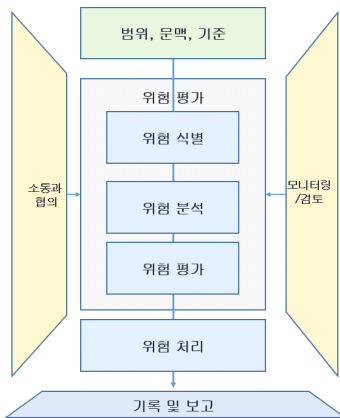 범위, 문맥, 기준
위험 평가
위험 식별
소통과
협의
모니터링
/검토
위험 분석
위험 평가
위험 처리
기록 및 보고